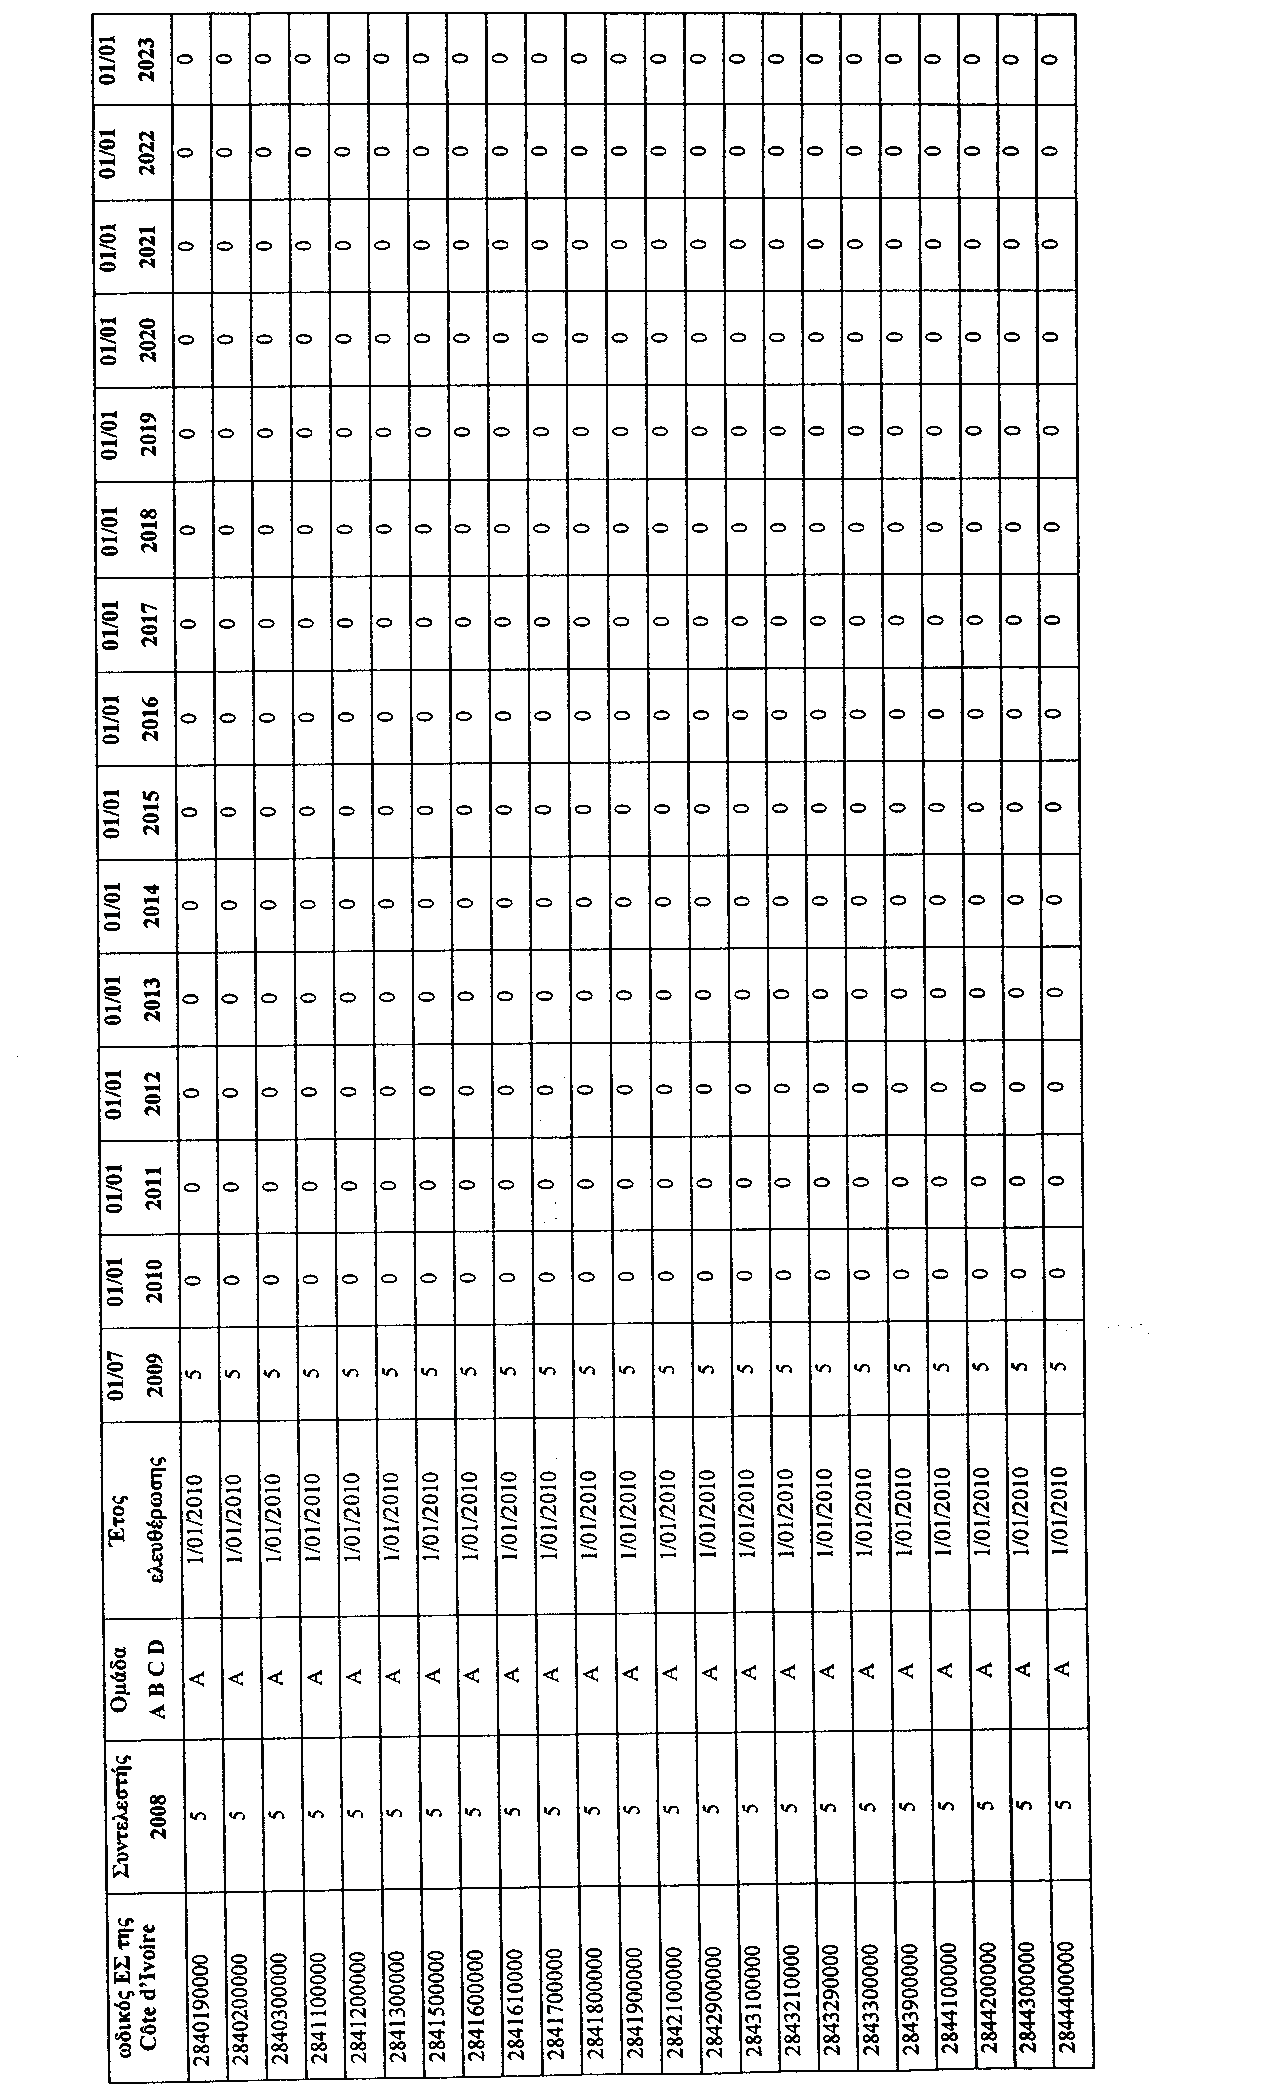 ωδικός ΕΣ της Côte d'Ivoire Συντελεστής 2008 Ομάδα A B C D Έτος ελευθέρωσης 01/07 2009 01/01 2010 01/01 2011 01/01 2012 01/01 2013 01/01 2014 01/01 2015 01/01 2016 01/01 2017 01/01 2018 01/01 2019 01/01 2020 01/01 2021 01/01 2022 01/01 2023
2840190000 5 A 1/01/2010 5 0 0 0 0 0 0 0 0 0 0 0 0 0 0
2840200000 5 A 1/01/2010 5 0 0 0 0 0 0 0 0 0 0 0 0 0 0
2840300000 5 A 1/01/2010 5 0 0 0 0 0 0 0 0 0 0 0 0 0 0
2841100000 5 A 1/01/2010 5 0 0 0 0 0 0 0 0 0 0 0 0 0 0
2841200000 5 A 1/01/2010 5 0 0 0 0 0 0 0 0 0 0 0 0 0 0
2841300000 5 A 1/01/2010 5 0 0 0 0 0 0 0 0 0 0 0 0 0 0
2841500000 5 A 1/01/2010 5 0 0 0 0 0 0 0 0 0 0 0 0 0 0
2841600000 5 A 1/01/2010 5 0 0 0 0 0 0 0 0 0 0 0 0 0 0
2841610000 5 A 1/01/2010 5 0 0 0 0 0 0 0 0 0 0 0 0 0 0
2841700000 5 A 1/01/2010 5 0 0 0 0 0 0 0 0 0 0 0 0 0 0
2841800000 5 A 1/01/2010 5 0 0 0 0 0 0 0 0 0 0 0 0 0 0
2841900000 5 A 1/01/2010 5 0 0 0 0 0 0 0 0 0 0 0 0 0 0
2842100000 5 A 1/01/2010 5 0 0 0 0 0 0 0 0 0 0 0 0 0 0
2842900000 5 A 1/01/2010 5 0 0 0 0 0 0 0 0 0 0 0 0 0 0
2843100000 5 A 1/01/2010 5 0 0 0 0 0 0 0 0 0 0 0 0 0 0
2843210000 5 A 1/01/2010 5 0 0 0 0 0 0 0 0 0 0 0 0 0 0
2843290000 5 A 1/01/2010 5 0 0 0 0 0 0 0 0 0 0 0 0 0 0
2843300000 5 A 1/01/2010 5 0 0 0 0 0 0 0 0 0 0 0 0 0 0
2843900000 5 A 1/01/2010 5 0 0 0 0 0 0 0 0 0 0 0 0 0 0
2844100000 5 A 1/01/2010 5 0 0 0 0 0 0 0 0 0 0 0 0 0 0
2844200000 5 A 1/01/2010 5 0 0 0 0 0 0 0 0 0 0 0 0 0 0
2844300000 5 A 1/01/2010 5 0 0 0 0 0 0 0 0 0 0 0 0 0 0
2844400000 5 A 1/01/2010 5 0 0 0 0 0 0 0 0 0 0 0 0 0 0